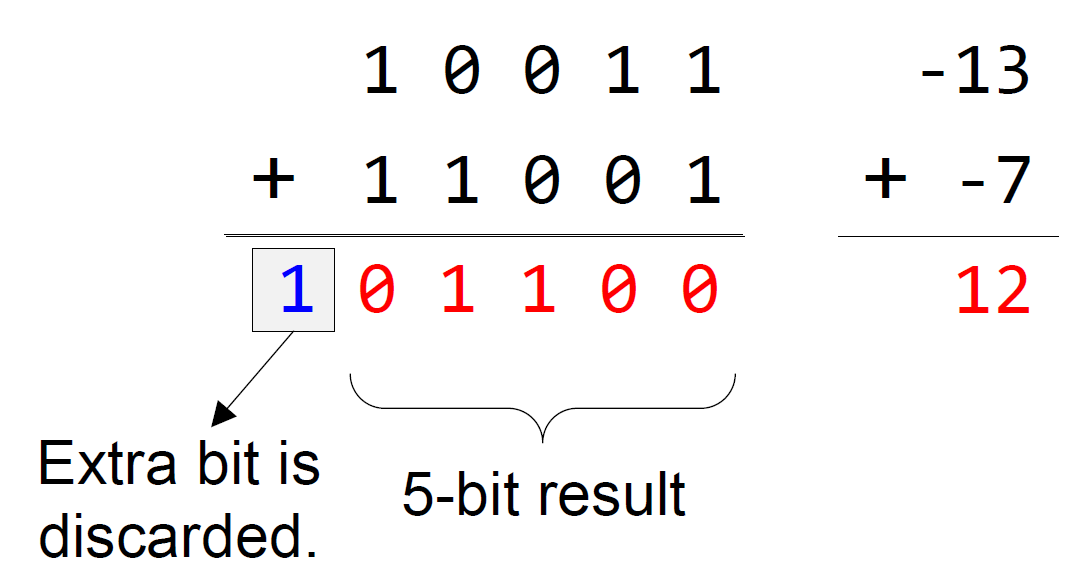 1 0 0 1 1 -13
+ 1 1 0 0 1 + -7
1 0 1 1 0 0 12
Extra bit is
discarded.
5-bit result